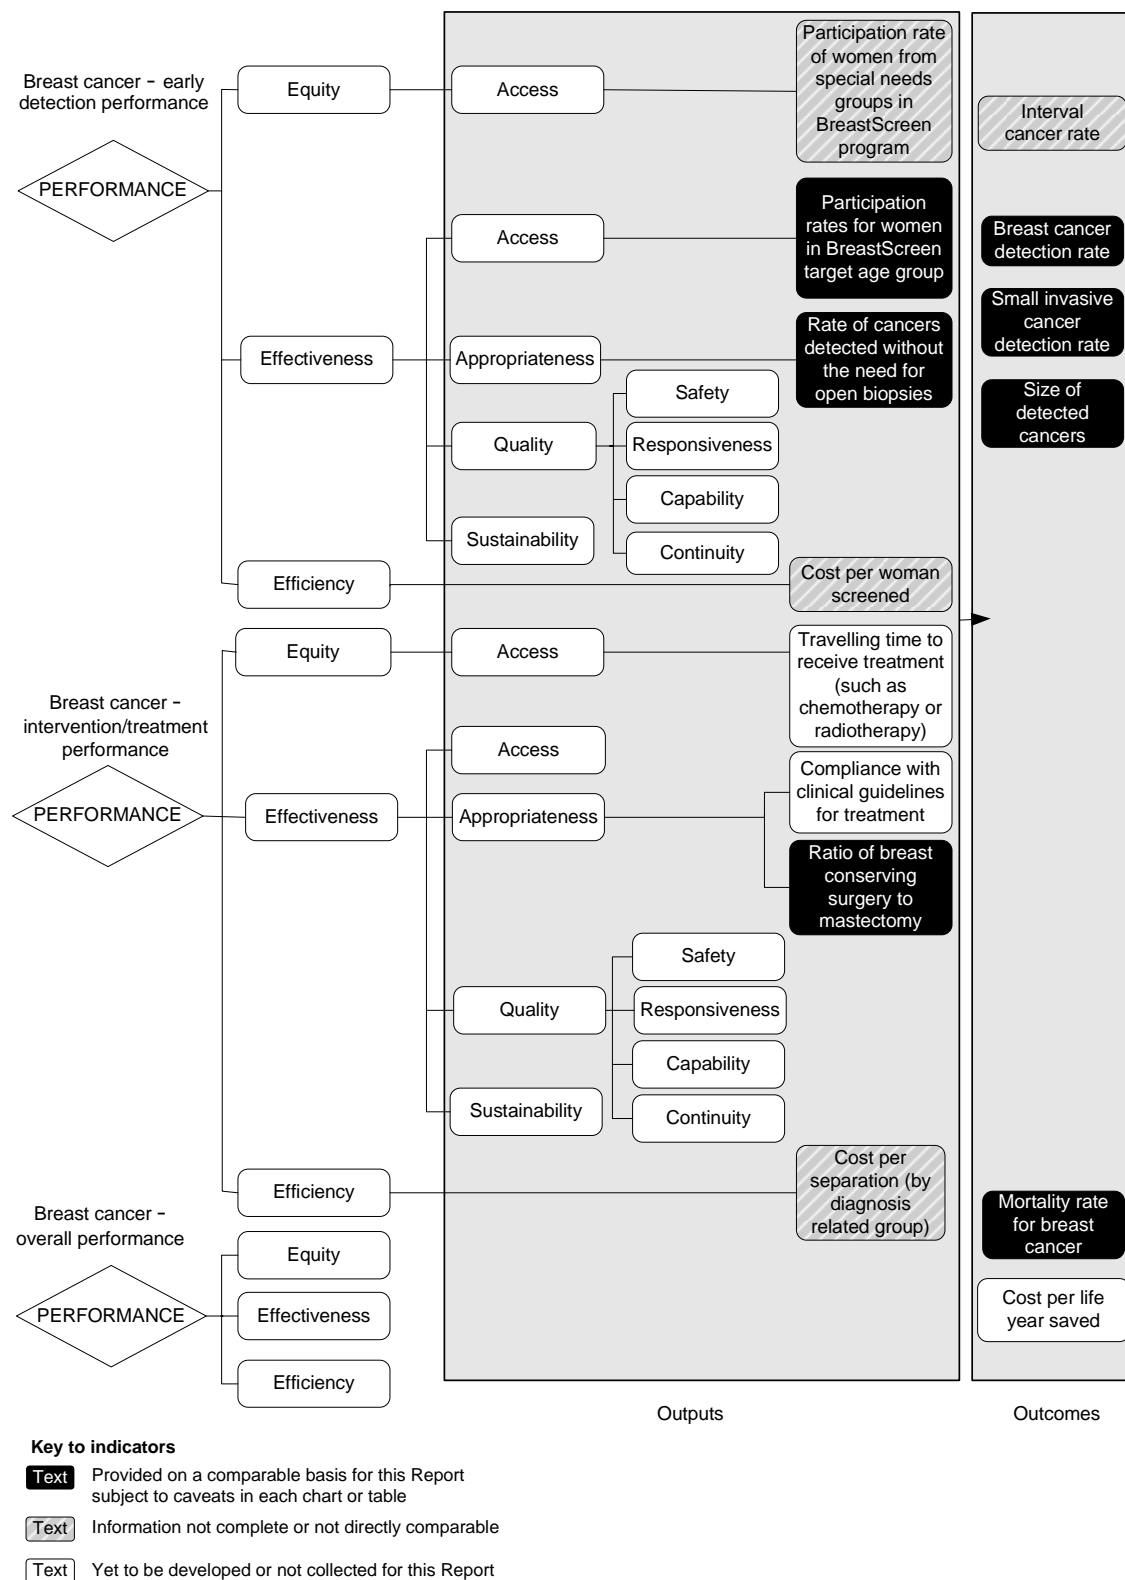 Breast cancer – early
detection performance
PERFORMANCE
Equity
Access
Participation rate
of women from
special needs
groups in
BreastScreen
program
Access
Participation
rates for women
in BreastScreen
target age group
Effectiveness
Appropriateness
Rate of cancers
detected without
the need for
open biopsies
Quality
Safety
Responsiveness
Capability
Continuity
Sustainability
Efficiency
Cost per woman
screened
Interval
cancer rate
Breast cancer
detection rate
Small invasive
cancer
detection rate
Size of
detected
cancers
Breast cancer –
intervention/treatment
performance
PERFORMANCE
Equity
Access
Travelling time to
receive treatment
(such as
chemotherapy or
radiotherapy)
Effectiveness
Access
Appropriateness
Compliance with
clinical guidelines
for treatment
Ratio of breast
conserving
surgery to
mastectomy
Quality
Safety
Responsiveness
Capability
Continuity
Sustainability
Efficiency
Cost per
separation (by
diagnosis
related group)
Breast cancer –
overall performance
PERFORMANCE
Equity
Effectiveness
Efficiency
Mortality rate
for breast
cancer
Cost per life
year saved
Outputs
Outcomes
Key to indicators
Text Provided on a comparable basis for this Report
subject to caveats in each chart or table
Text Information not complete or not directly comparable
Text Yet to be developed or not collected for this Report